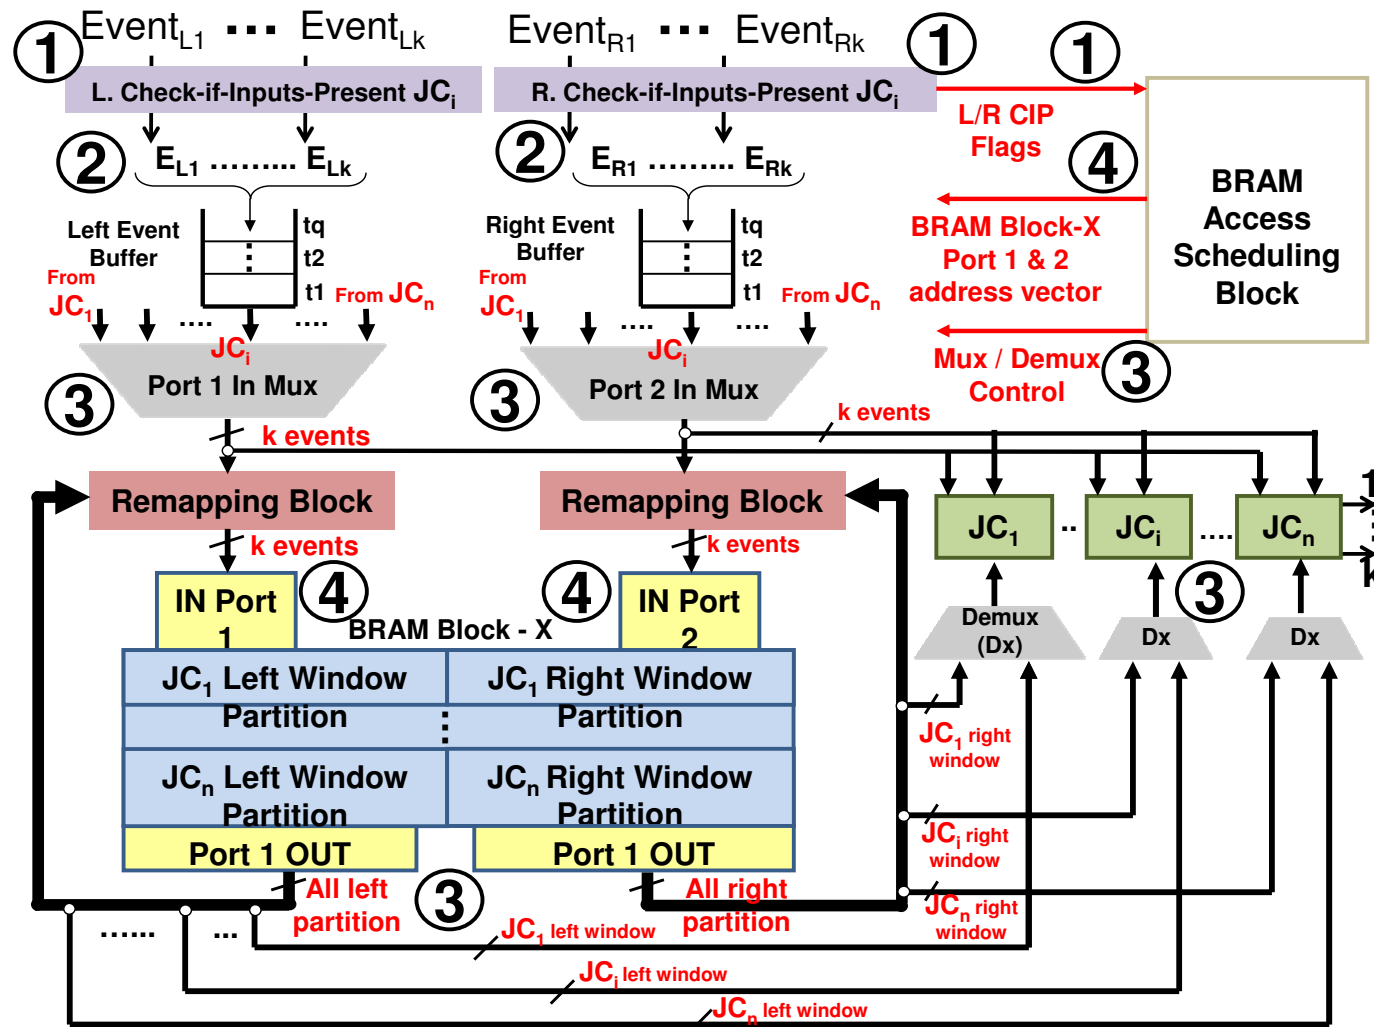 1 Event_L1 ▪▪▪ Event_Lk
Event_R1 ▪▪▪ Event_Rk 1
1
L. Check-if-Inputs-Present JC_i
R. Check-if-Inputs-Present JC_i
L/R CIP
Flags
2
E_L1 ……... E_Lk
2
E_R1 ……... E_Rk
4
BRAM
Access
Scheduling
Block
Left Event
Buffer
tq
t2
t1
Right Event
Buffer
tq
t2
t1
BRAM Block-X
Port 1 & 2
address vector
From
JC_1
From JC_n
From
JC_1
From JC_n
…. ….
…. ….
JC_i
Port 1 In Mux
3
JC_i
Port 2 In Mux
3
Mux / Demux
Control
3
k events
k events
Remapping Block
Remapping Block
JC_1 .. JC_i …. JC_n
1
k
k events
k events
IN Port
1
4
IN Port
2
4
3
BRAM Block - X
Demux
(Dx)
Dx
Dx
JC_1 Left Window
Partition
JC_1 Right Window
Partition
JC_n Left Window
Partition
JC_n Right Window
Partition
Port 1 OUT
Port 1 OUT
3
All left
partition
All right
partition
JC_1 right
window
JC_i right
window
JC_n right
window
…... ...
JC_1 left window
JC_i left window
JC_n left window